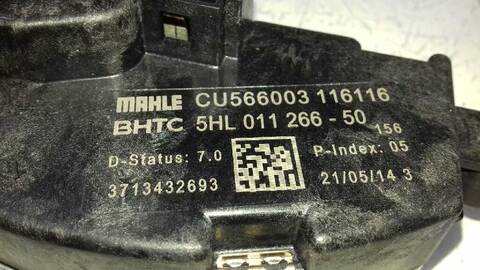 MAHLE CU566003 116116
BHTC 5HL 011 266 - 50 156
D-Status: 7.0 P-Index: 05
3713432693 21/05/14 3